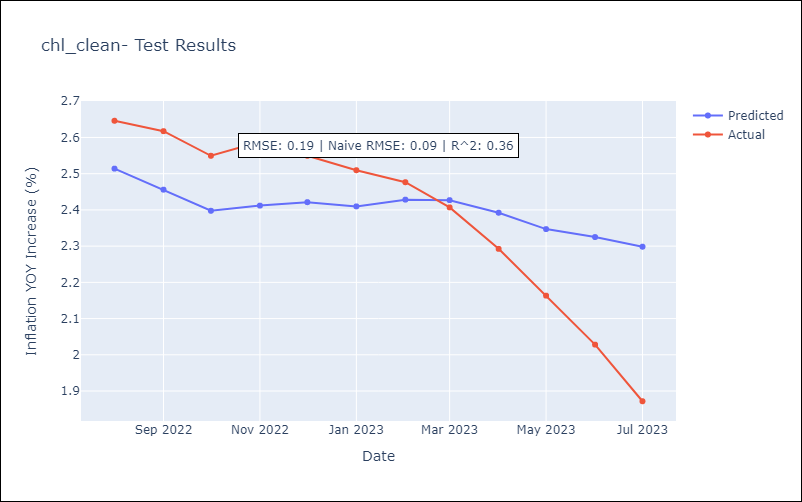 chl_clean- Test Results
Predicted
Actual
RMSE: 0.19 | Naive RMSE: 0.09 | R^2: 0.36
Inflation YOY Increase (%)
2.7
2.6
2.5
2.4
2.3
2.2
2.1
2
1.9
Sep 2022
Nov 2022
Jan 2023
Mar 2023
May 2023
Jul 2023
Date